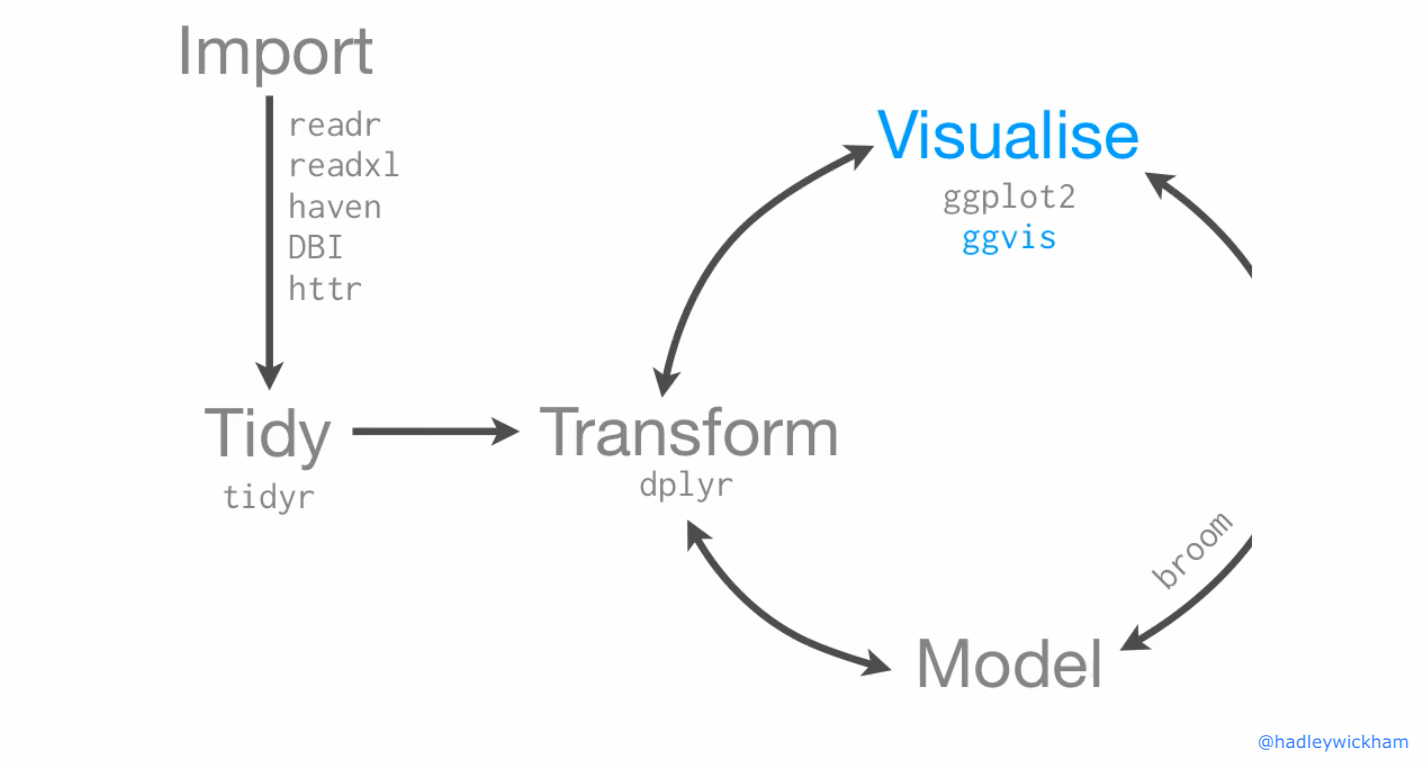 Import
readr
readxl
haven
DBI
httr
Tidy
tidyr
Transform
dplyr
Visualise
ggplot2
ggvis
broom
Model
@hadleywickham